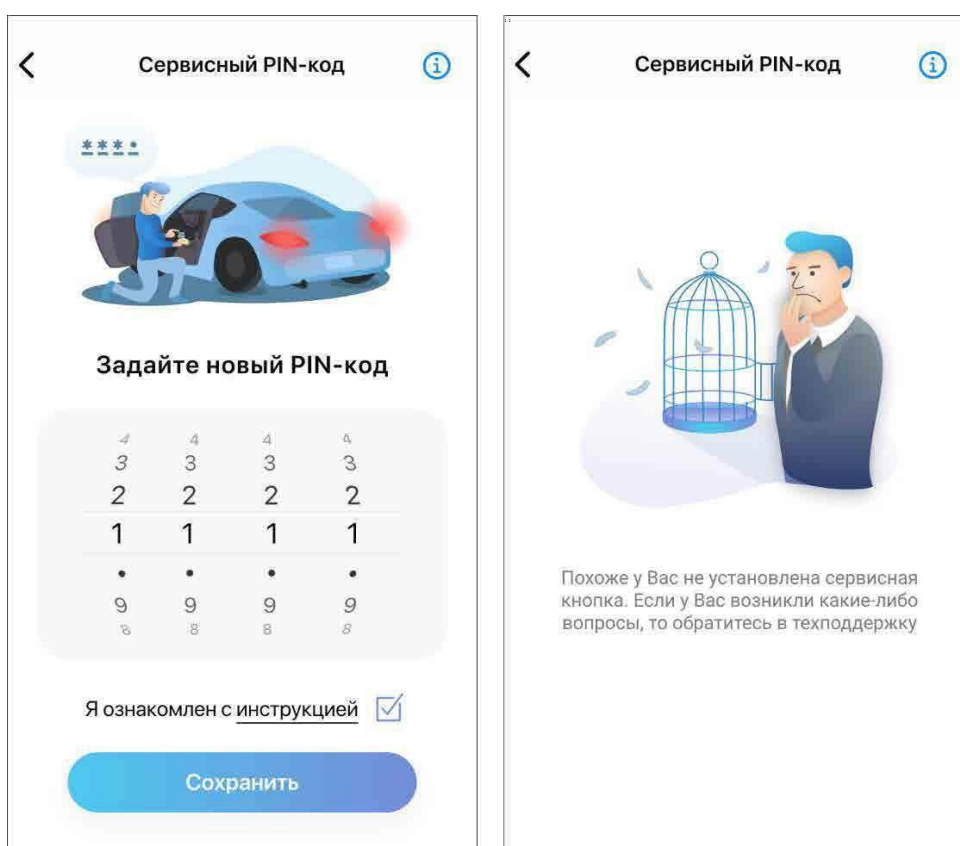 Сервисный PIN-код
***•
Задайте новый PIN-код
4 4 4 4
3 3 3 3
2 2 2 2
1 1 1 1
• • • •
9 9 9 9
8 8 8 8
Я ознакомлен с инструкцией
Сохранить
Сервисный PIN-код
Похоже у Вас не установлена сервисная
кнопка. Если у Вас возникли какие-либо
вопросы, то обратитесь в техподдержку